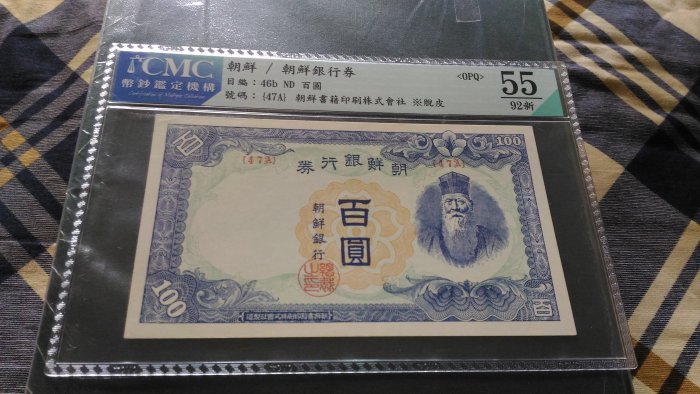 CMC
幣鈔鑑定機構
朝鮮 / 朝鮮銀行券
目編：46b ND 百圓
號碼：{47A} 朝鮮書籍印刷株式會社 ※脫皮
<OPQ>
55
92新
百
100
{47A}
{47A}
券行銀鮮朝
百圓
朝鮮銀行
100
百